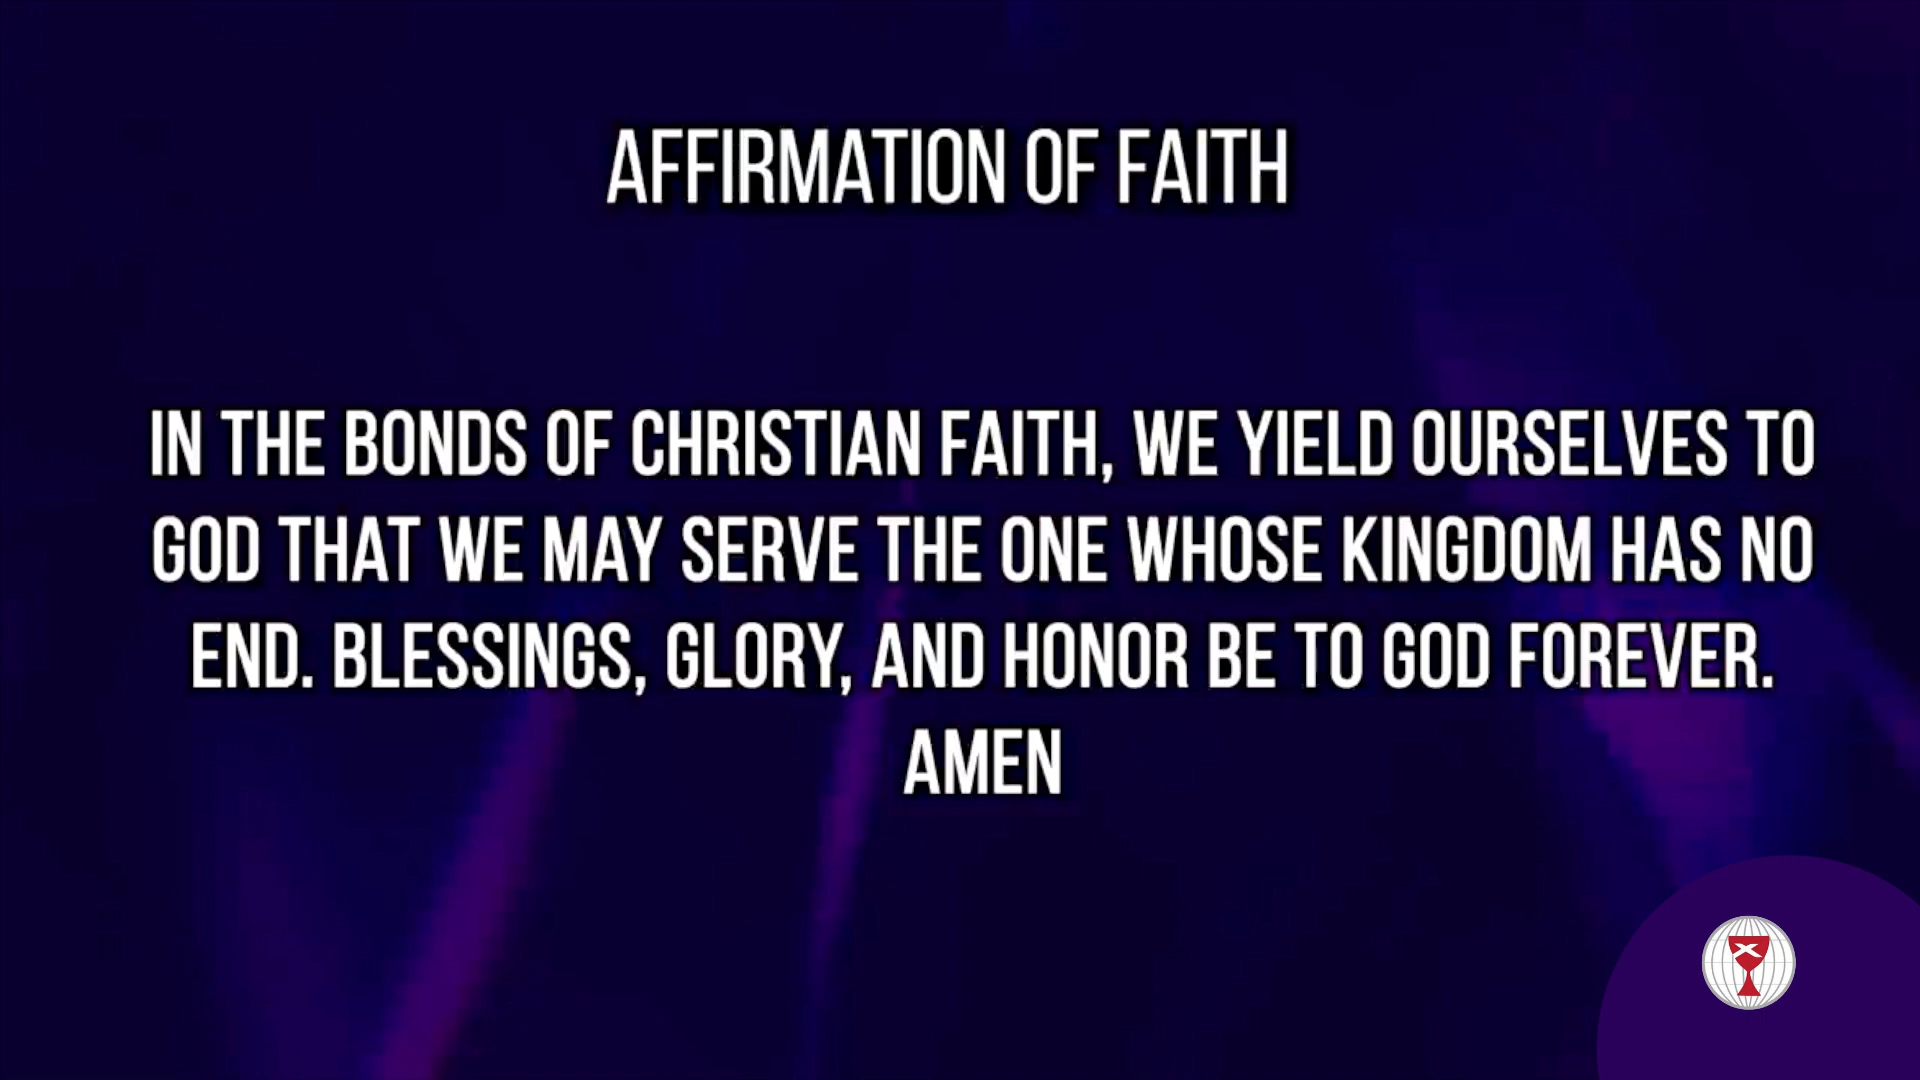 AFFIRMATION OF FAITH
IN THE BONDS OF CHRISTIAN FAITH, WE YIELD OURSELVES TO
GOD THAT WE MAY SERVE THE ONE WHOSE KINGDOM HAS NO
END. BLESSINGS, GLORY, AND HONOR BE TO GOD FOREVER.
AMEN